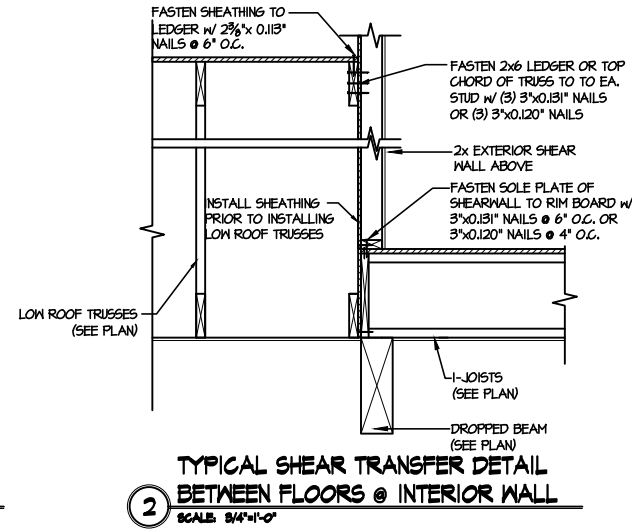 FASTEN SHEATHING TO
LEDGER W/ 2⅜"x 0.113"
NAILS @ 6" O.C.
FASTEN 2x6 LEDGER OR TOP
CHORD OF TRUSS TO TO EA.
STUD W/ (3) 3"x0.131" NAILS
OR (3) 3"x0.120" NAILS
2x EXTERIOR SHEAR
WALL ABOVE
FASTEN SOLE PLATE OF
SHEARWALL TO RIM BOARD W/
3"x0.131" NAILS @ 6" O.C. OR
3"x0.120" NAILS @ 4" O.C.
INSTALL SHEATHING
PRIOR TO INSTALLING
LOW ROOF TRUSSES
LOW ROOF TRUSSES
(SEE PLAN)
I-JOISTS
(SEE PLAN)
DROPPED BEAM
(SEE PLAN)
2
TYPICAL SHEAR TRANSFER DETAIL
BETWEEN FLOORS @ INTERIOR WALL
SCALE: 3/4"=1'-0"